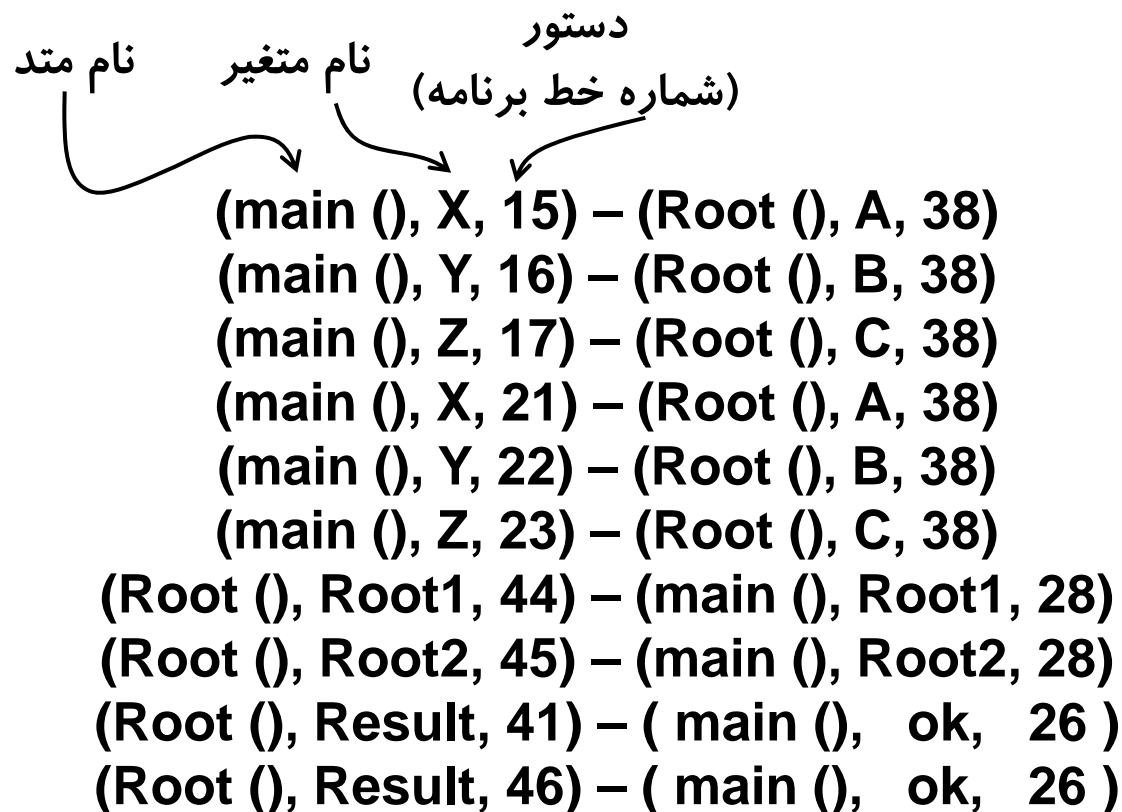 دستور
(شماره خط برنامه)
نام متغیر
نام متد
(main (), X, 15) – (Root (), A, 38)
(main (), Y, 16) – (Root (), B, 38)
(main (), Z, 17) – (Root (), C, 38)
(main (), X, 21) – (Root (), A, 38)
(main (), Y, 22) – (Root (), B, 38)
(main (), Z, 23) – (Root (), C, 38)
(Root (), Root1, 44) – (main (), Root1, 28)
(Root (), Root2, 45) – (main (), Root2, 28)
(Root (), Result, 41) – ( main (), ok, 26 )
(Root (), Result, 46) – ( main (), ok, 26 )